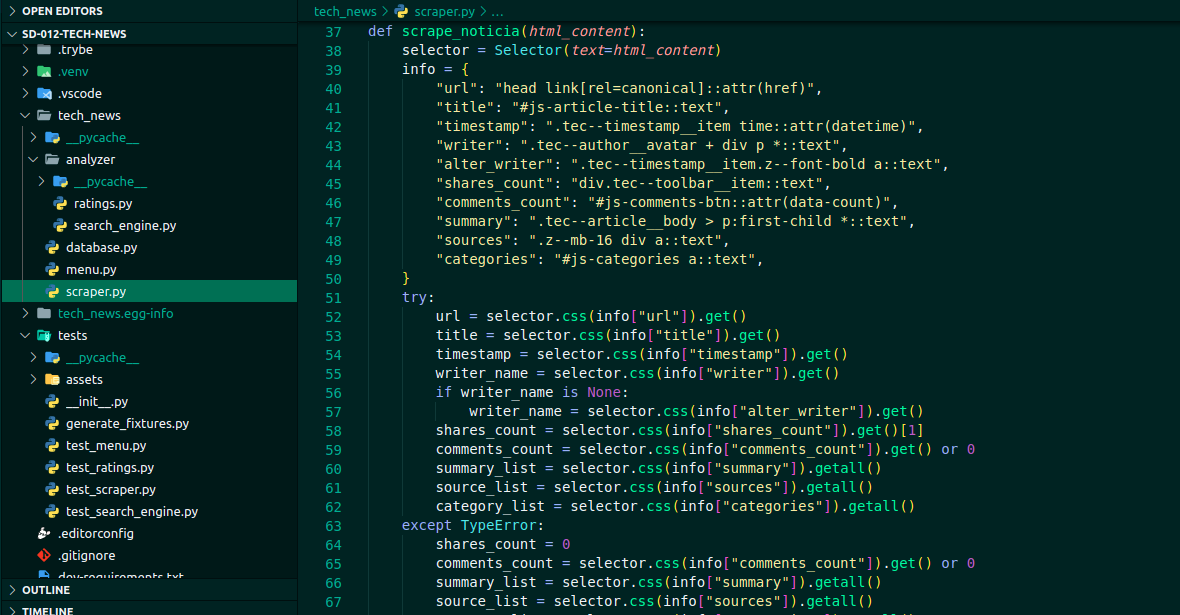 OPEN EDITORS
SD-012-TECH-NEWS
.trybe
.venv
.vscode
tech_news
__pycache__
analyzer
__pycache__
ratings.py
search_engine.py
database.py
menu.py
scraper.py
tech_news.egg-info
tests
__pycache__
assets
__init__.py
generate_fixtures.py
test_menu.py
test_ratings.py
test_scraper.py
test_search_engine.py
.editorconfig
.gitignore
dev-requirements.txt
OUTLINE
TIMELINE
tech_news > scraper.py > ...
37 def scrape_noticia(html_content):
38     selector = Selector(text=html_content)
39     info = {
40         "url": "head link[rel=canonical]::attr(href)",
41         "title": "#js-article-title::text",
42         "timestamp": ".tec--timestamp__item time::attr(datetime)",
43         "writer": ".tec--author__avatar + div p *::text",
44         "alter_writer": ".tec--timestamp__item.z--font-bold a::text",
45         "shares_count": "div.tec--toolbar__item::text",
46         "comments_count": "#js-comments-btn::attr(data-count)",
47         "summary": ".tec--article__body > p:first-child *::text",
48         "sources": ".z--mb-16 div a::text",
49         "categories": "#js-categories a::text",
50     }
51     try:
52         url = selector.css(info["url"]).get()
53         title = selector.css(info["title"]).get()
54         timestamp = selector.css(info["timestamp"]).get()
55         writer_name = selector.css(info["writer"]).get()
56         if writer_name is None:
57             writer_name = selector.css(info["alter_writer"]).get()
58         shares_count = selector.css(info["shares_count"]).get()[1]
59         comments_count = selector.css(info["comments_count"]).get() or 0
60         summary_list = selector.css(info["summary"]).getall()
61         source_list = selector.css(info["sources"]).getall()
62         category_list = selector.css(info["categories"]).getall()
63     except TypeError:
64         shares_count = 0
65         comments_count = selector.css(info["comments_count"]).get() or 0
66         summary_list = selector.css(info["summary"]).getall()
67         source_list = selector.css(info["sources"]).getall()